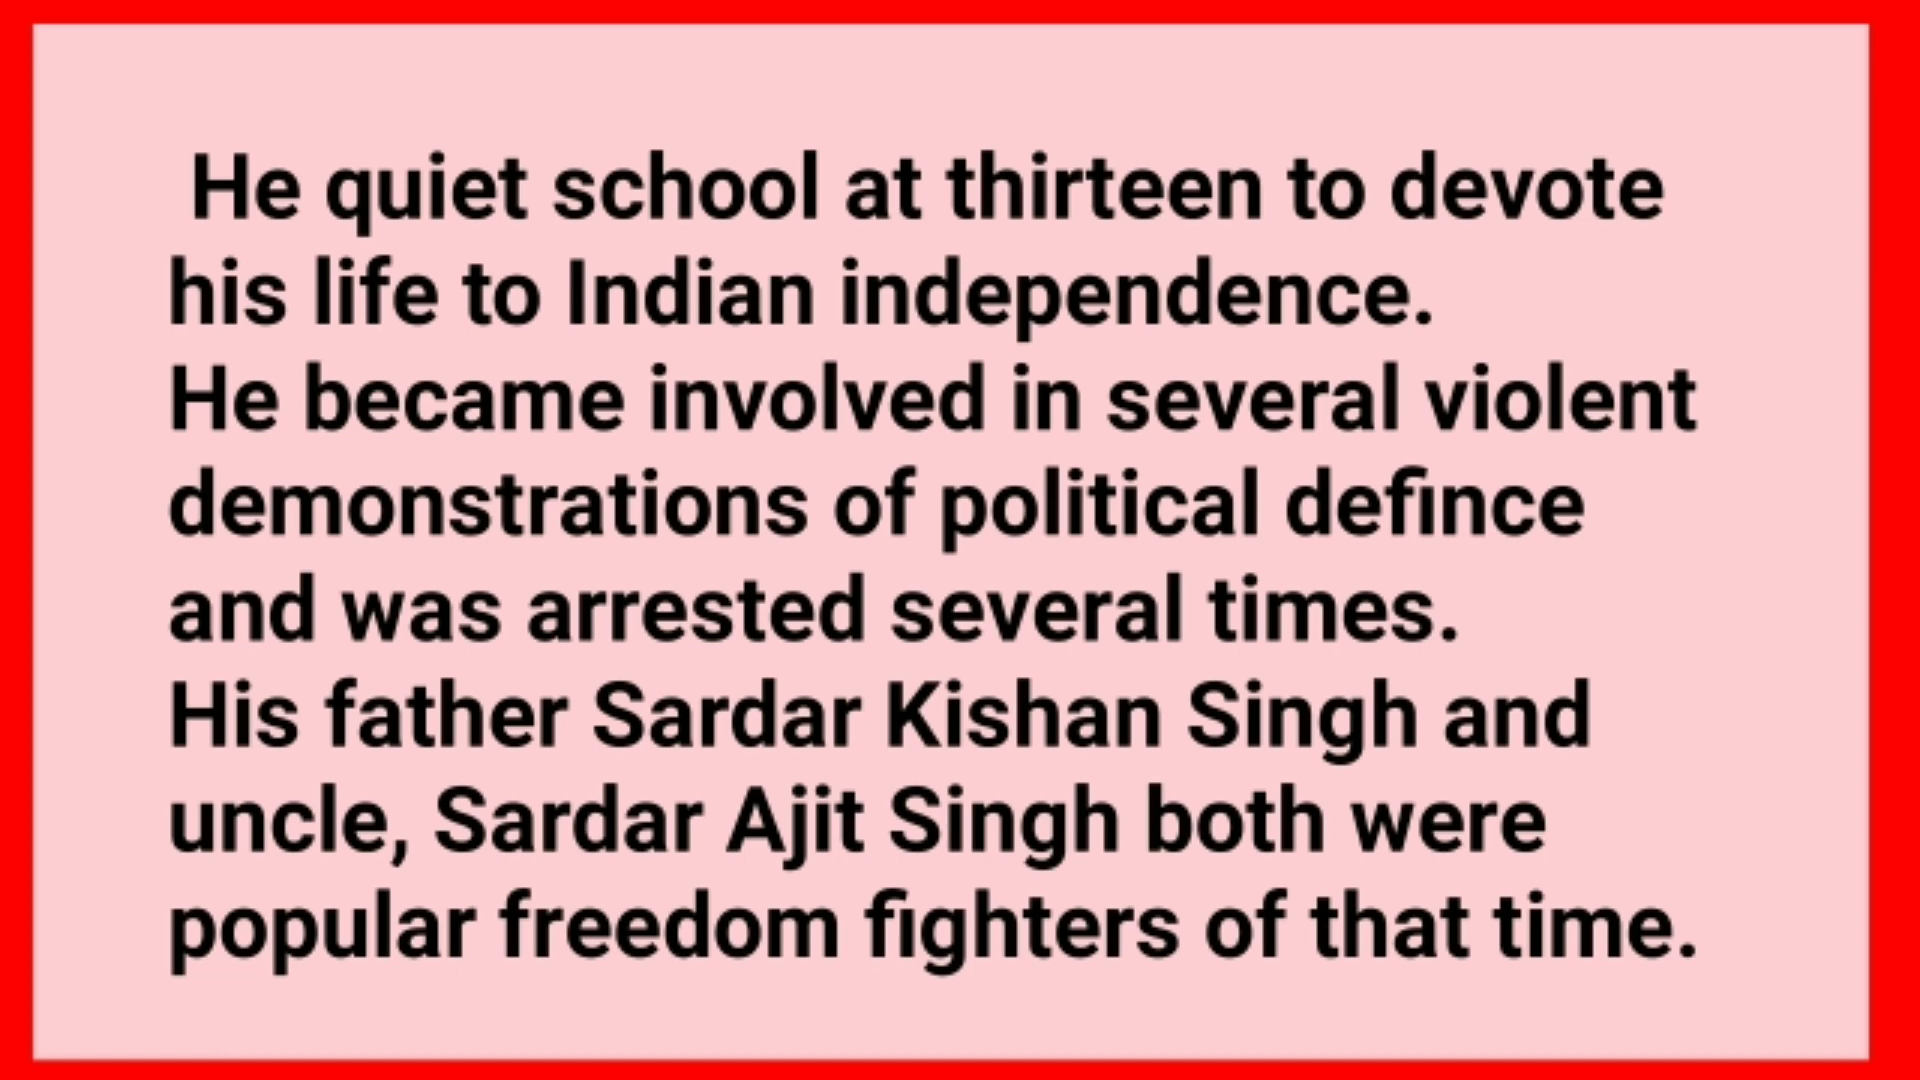 He quiet school at thirteen to devote
his life to Indian independence.
He became involved in several violent
demonstrations of political defince
and was arrested several times.
His father Sardar Kishan Singh and
uncle, Sardar Ajit Singh both were
popular freedom fighters of that time.